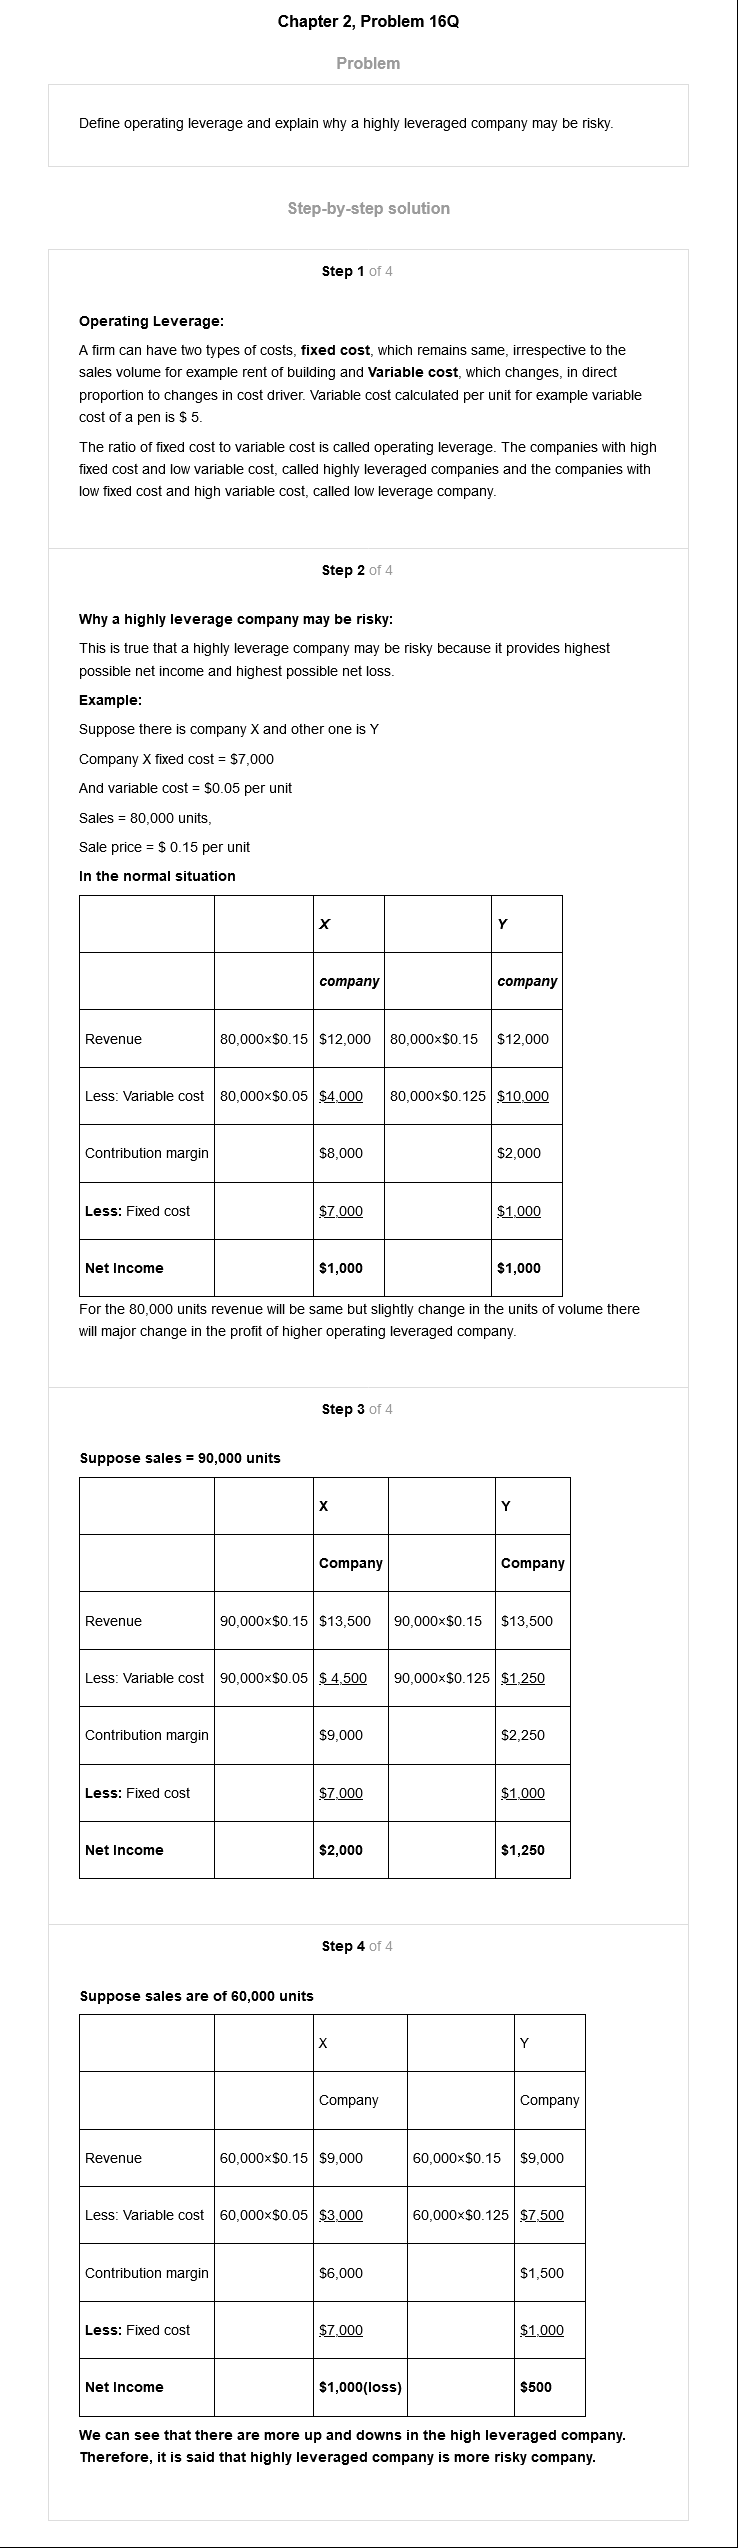 Chapter 2, Problem 16Q
Problem
Define operating leverage and explain why a highly leveraged company may be risky.
Step-by-step solution
Step 1 of 4
Operating Leverage:
A firm can have two types of costs, fixed cost, which remains same, irrespective to the
sales volume for example rent of building and Variable cost, which changes, in direct
proportion to changes in cost driver. Variable cost calculated per unit for example variable
cost of a pen is $ 5.
The ratio of fixed cost to variable cost is called operating leverage. The companies with high
fixed cost and low variable cost, called highly leveraged companies and the companies with
low fixed cost and high variable cost, called low leverage company.
Step 2 of 4
Why a highly leverage company may be risky:
This is true that a highly leverage company may be risky because it provides highest
possible net income and highest possible net loss.
Example:
Suppose there is company X and other one is Y
Company X fixed cost = $7,000
And variable cost = $0.05 per unit
Sales = 80,000 units,
Sale price = $ 0.15 per unit
In the normal situation
X Y
company company
Revenue 80,000×$0.15 $12,000 80,000×$0.15 $12,000
Less: Variable cost 80,000×$0.05 $4,000 80,000×$0.125 $10,000
Contribution margin $8,000 $2,000
Less: Fixed cost $7,000 $1,000
Net Income $1,000 $1,000
For the 80,000 units revenue will be same but slightly change in the units of volume there
will major change in the profit of higher operating leveraged company.
Step 3 of 4
Suppose sales = 90,000 units
X Y
Company Company
Revenue 90,000×$0.15 $13,500 90,000×$0.15 $13,500
Less: Variable cost 90,000×$0.05 $ 4,500 90,000×$0.125 $1,250
Contribution margin $9,000 $2,250
Less: Fixed cost $7,000 $1,000
Net Income $2,000 $1,250
Step 4 of 4
Suppose sales are of 60,000 units
X Y
Company Company
Revenue 60,000×$0.15 $9,000 60,000×$0.15 $9,000
Less: Variable cost 60,000×$0.05 $3,000 60,000×$0.125 $7,500
Contribution margin $6,000 $1,500
Less: Fixed cost $7,000 $1,000
Net Income $1,000(loss) $500
We can see that there are more up and downs in the high leveraged company.
Therefore, it is said that highly leveraged company is more risky company.